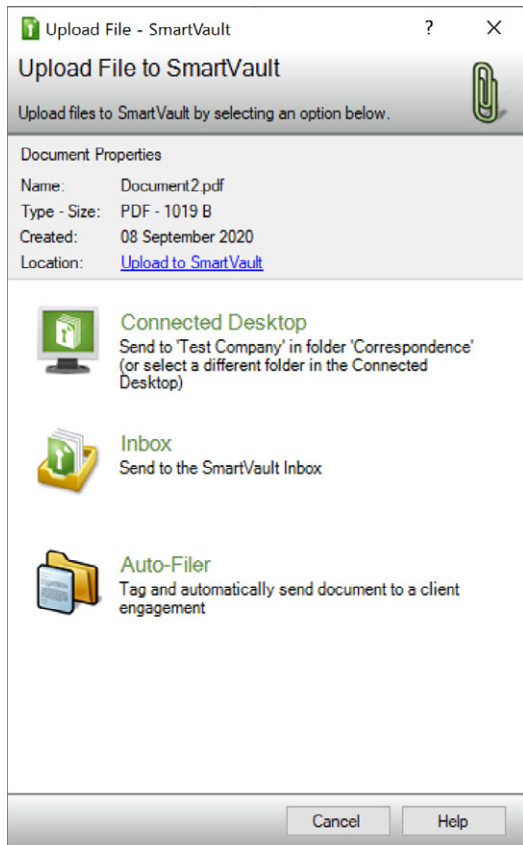 Upload File - SmartVault ? ×
Upload File to SmartVault
Upload files to SmartVault by selecting an option below.
Document Properties
Name: Document2.pdf
Type - Size: PDF - 1019 B
Created: 08 September 2020
Location: Upload to SmartVault
Connected Desktop
Send to 'Test Company' in folder 'Correspondence'
(or select a different folder in the Connected
Desktop)
Inbox
Send to the SmartVault Inbox
Auto-Filer
Tag and automatically send document to a client
engagement
Cancel Help